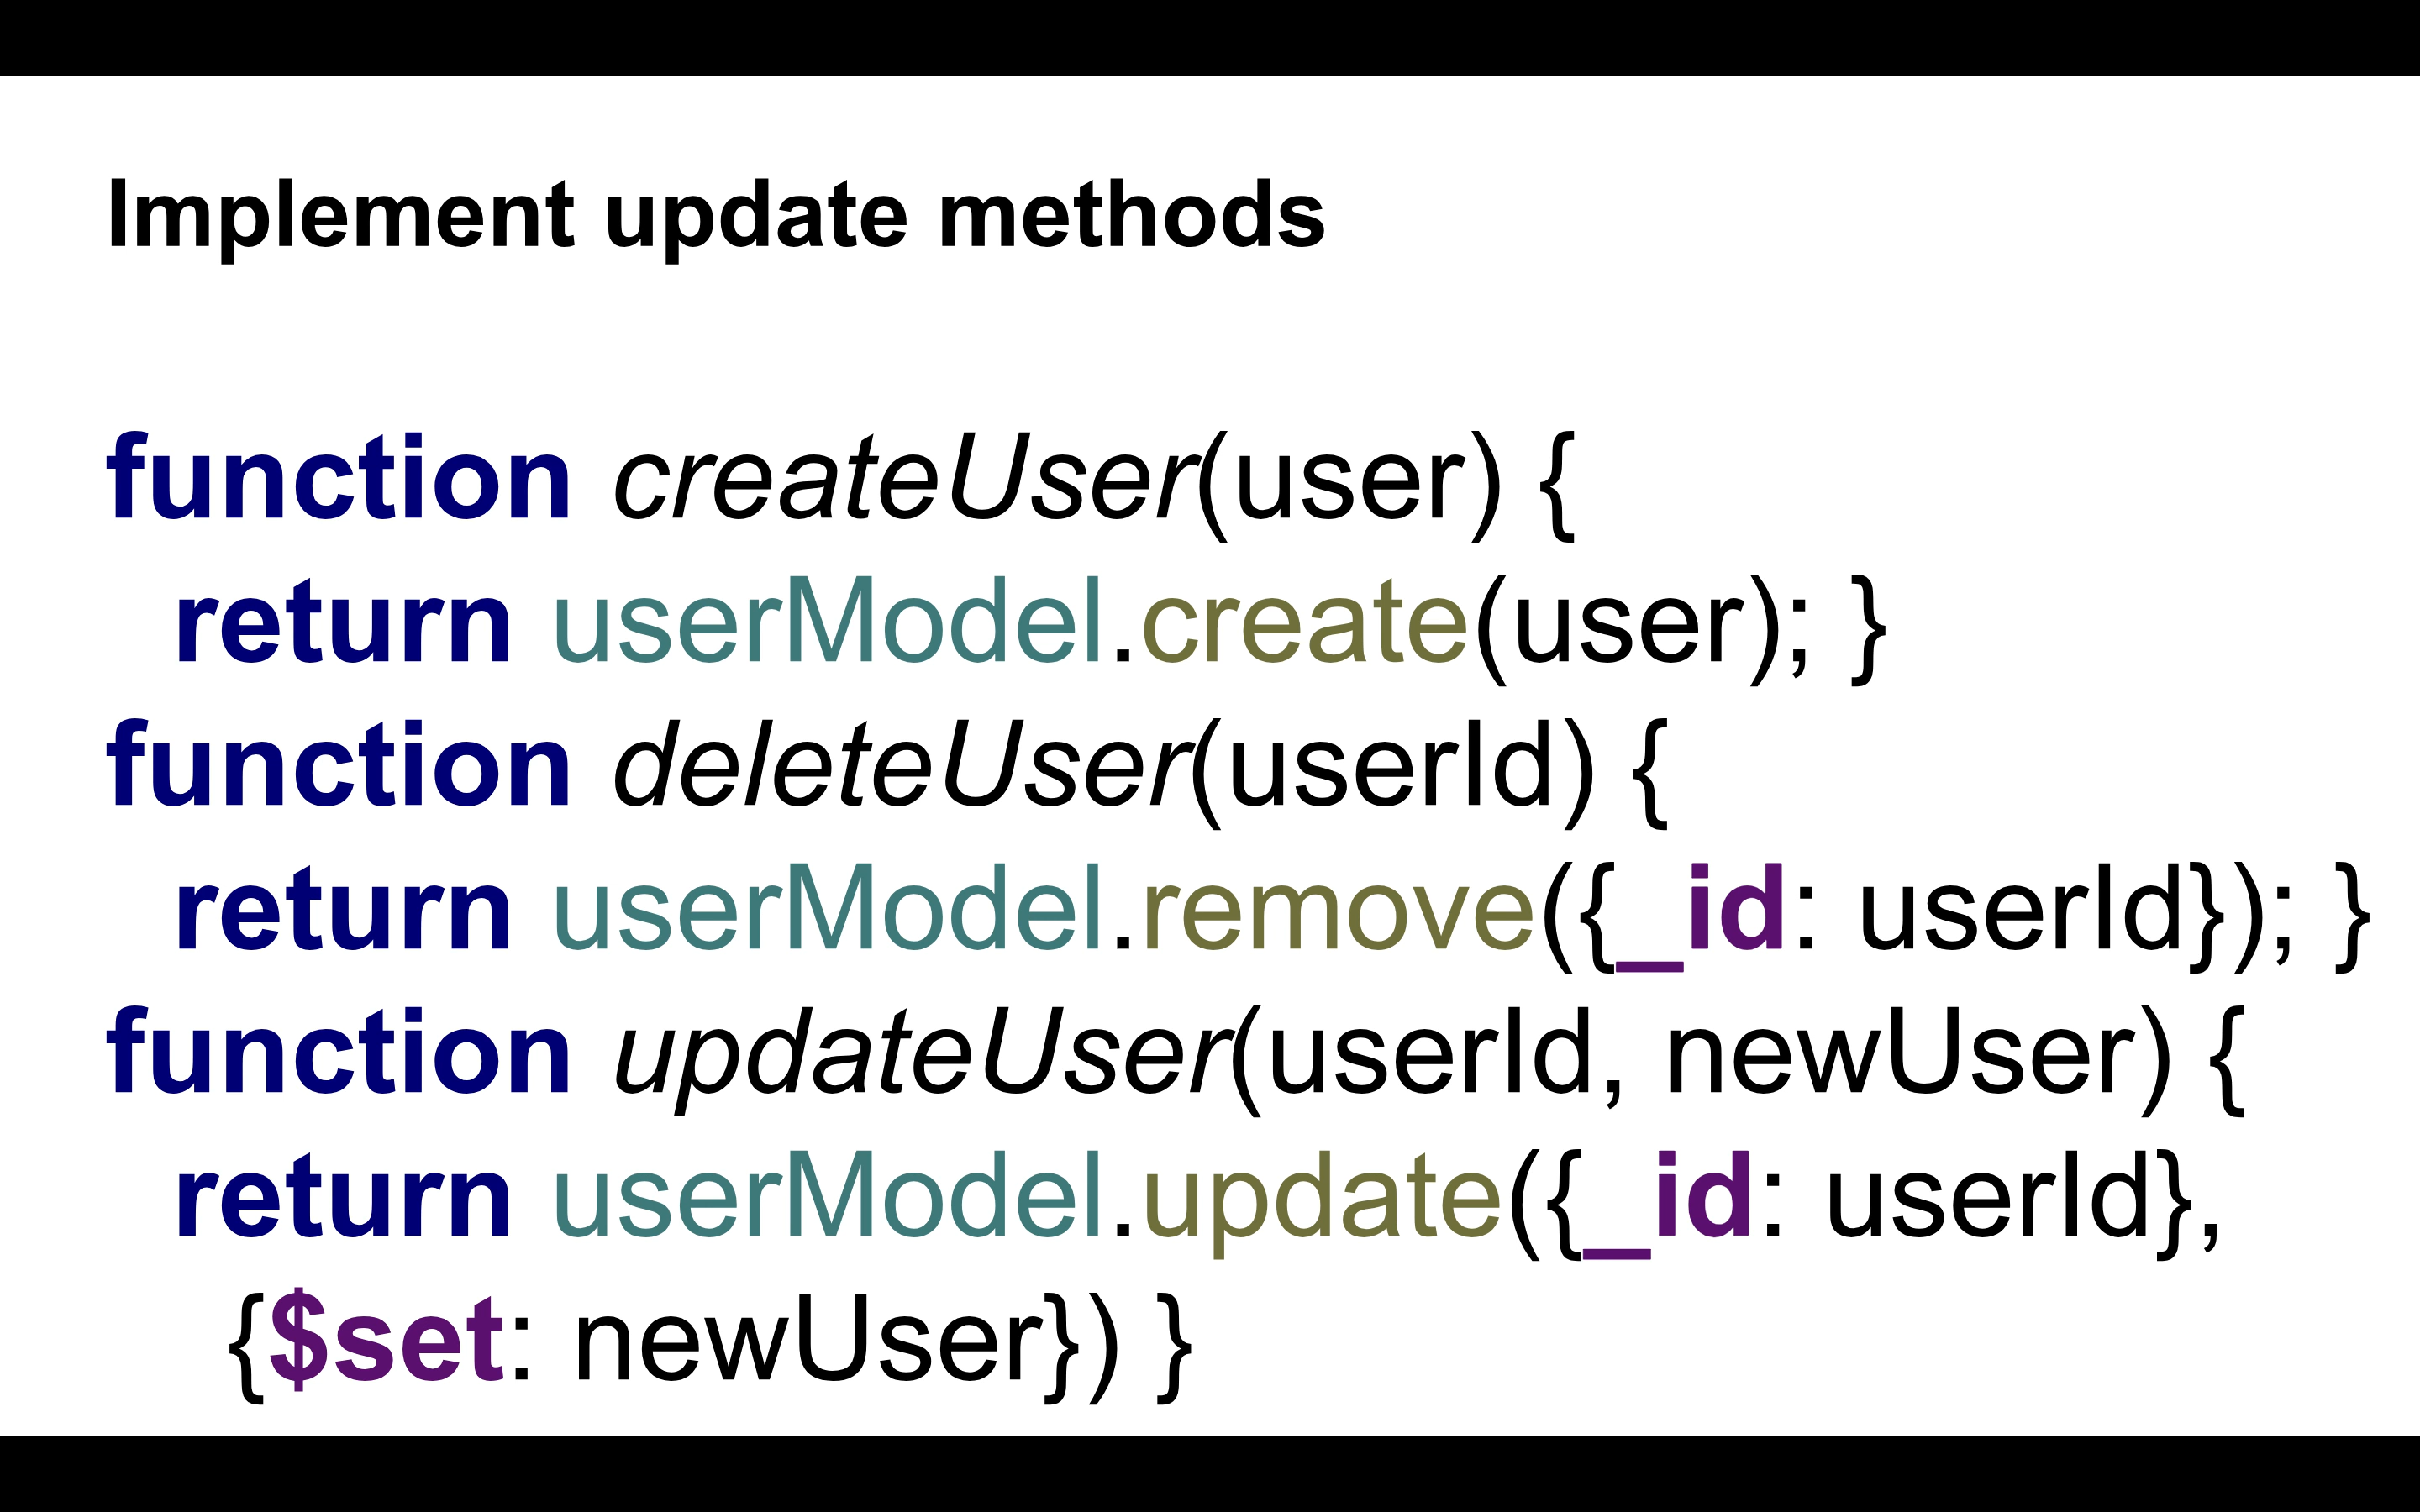 Implement update methods
function createUser(user) {
return userModel.create(user); }
function deleteUser(userId) {
return userModel.remove({_id: userId}); }
function updateUser(userId, newUser) {
return userModel.update({_id: userId},
{$set: newUser}) }